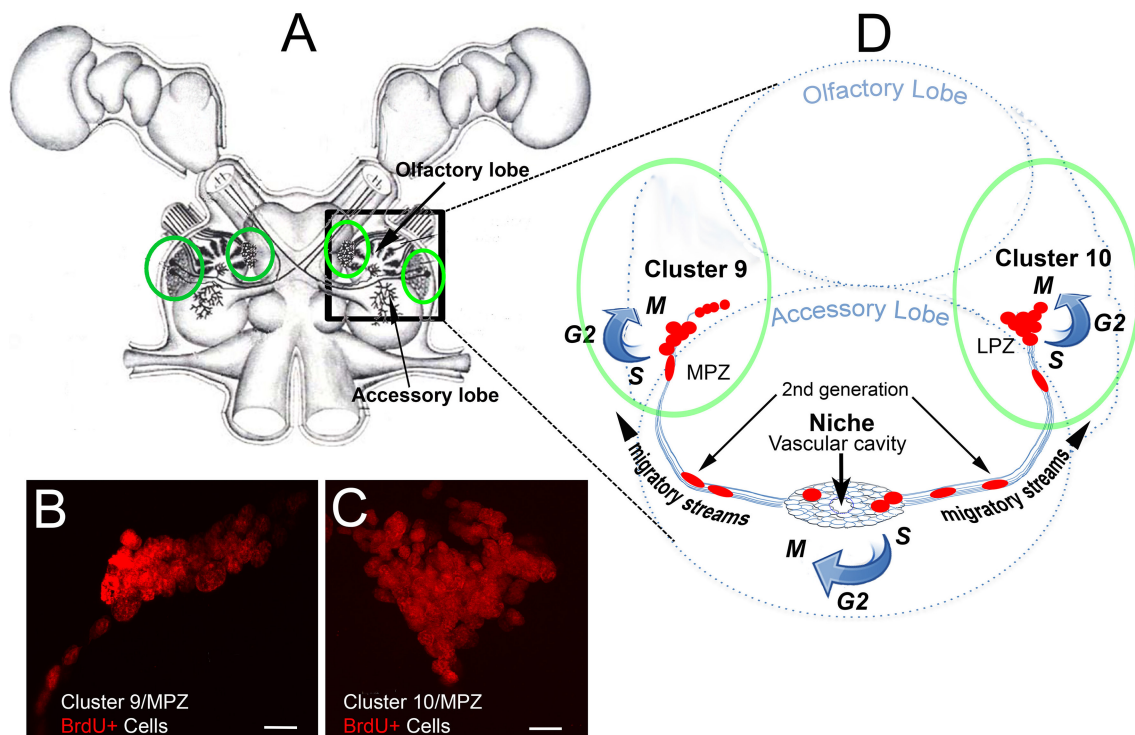 A
Olfactory lobe
Accessory lobe
B
Cluster 9/MPZ
BrdU+ Cells
C
Cluster 10/MPZ
BrdU+ Cells
D
Olfactory Lobe
Cluster 9
M
G2
S
MPZ
Accessory Lobe
Cluster 10
M
G2
S
LPZ
2nd generation
Niche
Vascular cavity
migratory streams
migratory streams
M
S
G2